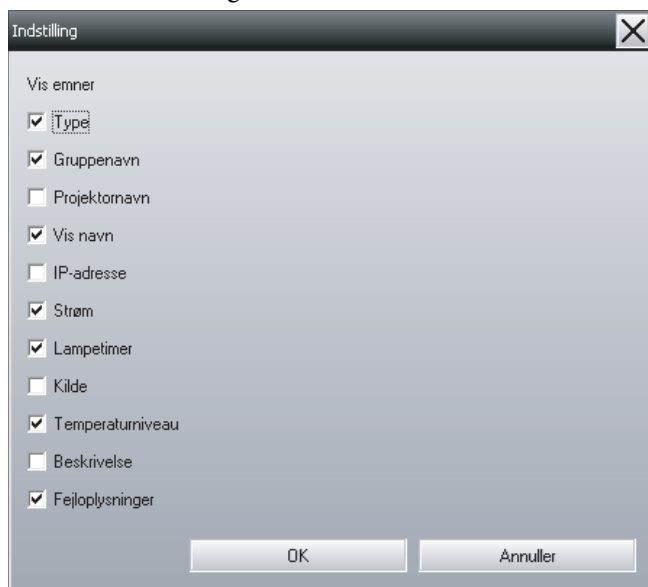 Indstilling
Vis emner
Type
Gruppenavn
Projektornavn
Vis navn
IP-adresse
Strøm
Lampetimer
Kilde
Temperaturniveau
Beskrivelse
Fejloplysninger
OK
Annuller